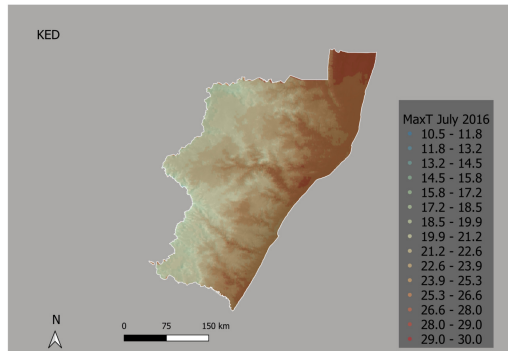 KED
MaxT July 2016
10.5 - 11.8
11.8 - 13.2
13.2 - 14.5
14.5 - 15.8
15.8 - 17.2
17.2 - 18.5
18.5 - 19.9
19.9 - 21.2
21.2 - 22.6
22.6 - 23.9
23.9 - 25.3
25.3 - 26.6
26.6 - 28.0
28.0 - 29.0
29.0 - 30.0
N
0 75 150 km